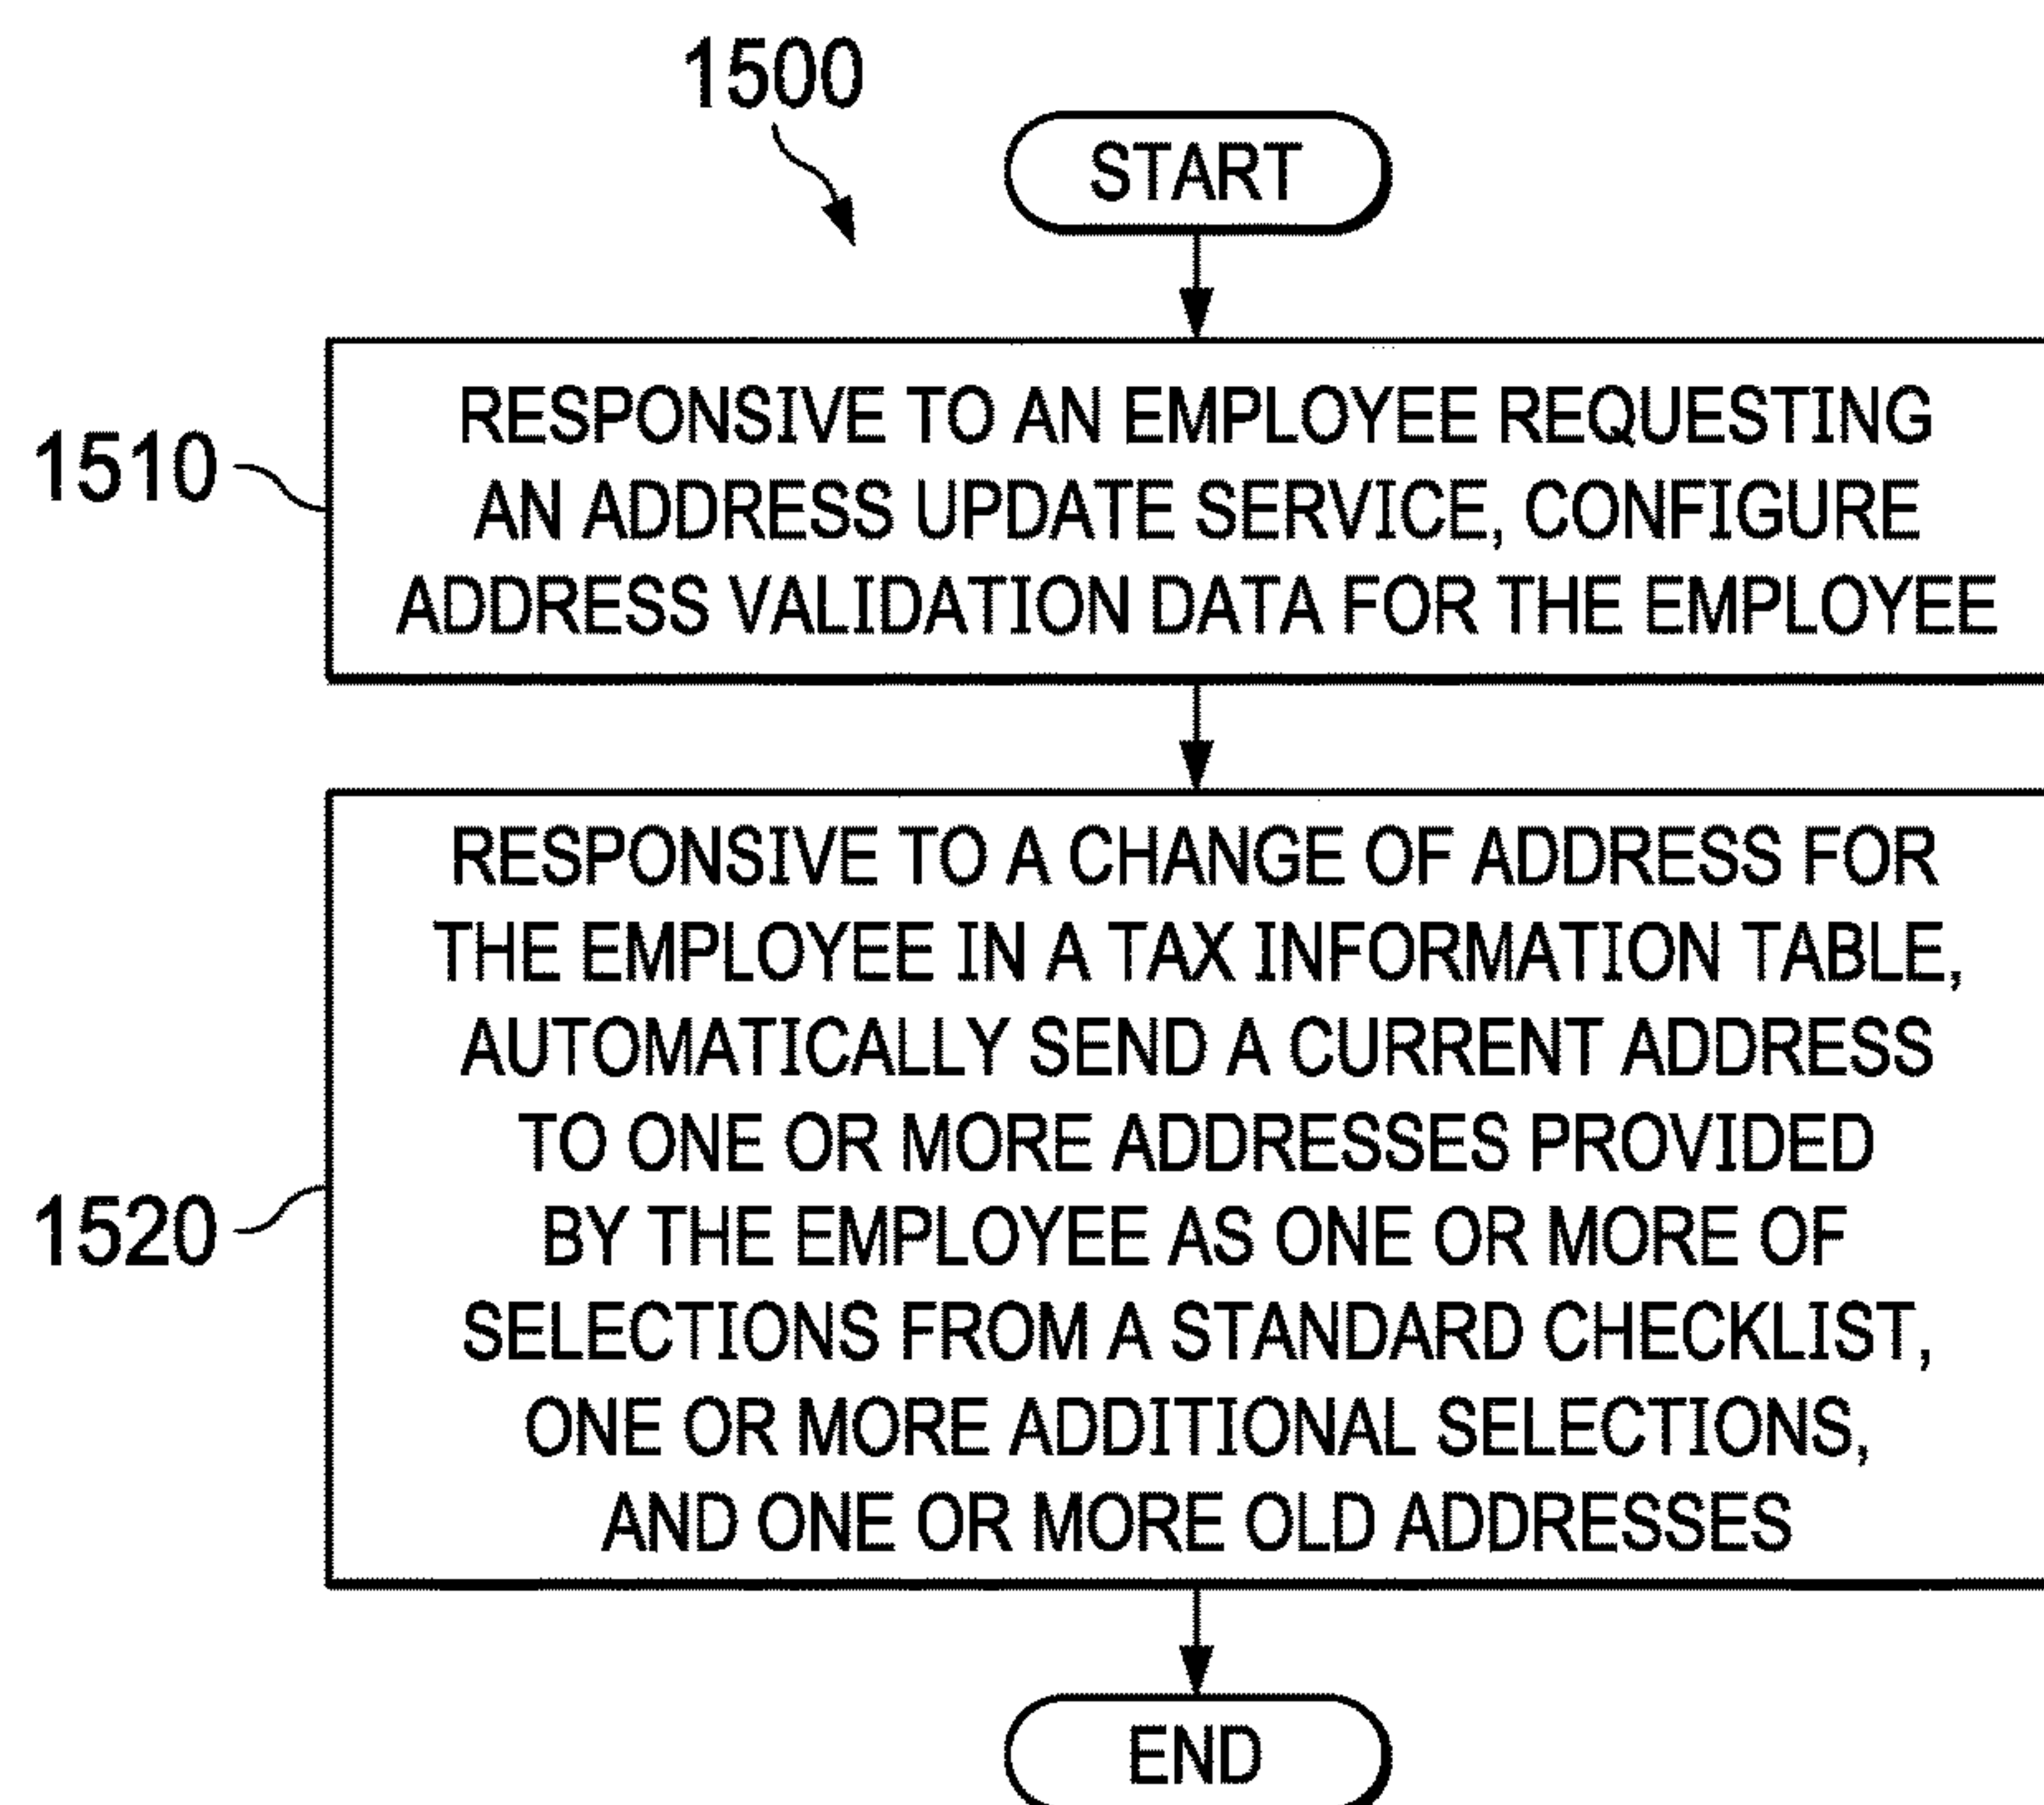 1500
START
1510
RESPONSIVE TO AN EMPLOYEE REQUESTING
AN ADDRESS UPDATE SERVICE, CONFIGURE
ADDRESS VALIDATION DATA FOR THE EMPLOYEE
1520
RESPONSIVE TO A CHANGE OF ADDRESS FOR
THE EMPLOYEE IN A TAX INFORMATION TABLE,
AUTOMATICALLY SEND A CURRENT ADDRESS
TO ONE OR MORE ADDRESSES PROVIDED
BY THE EMPLOYEE AS ONE OR MORE OF
SELECTIONS FROM A STANDARD CHECKLIST,
ONE OR MORE ADDITIONAL SELECTIONS,
AND ONE OR MORE OLD ADDRESSES
END